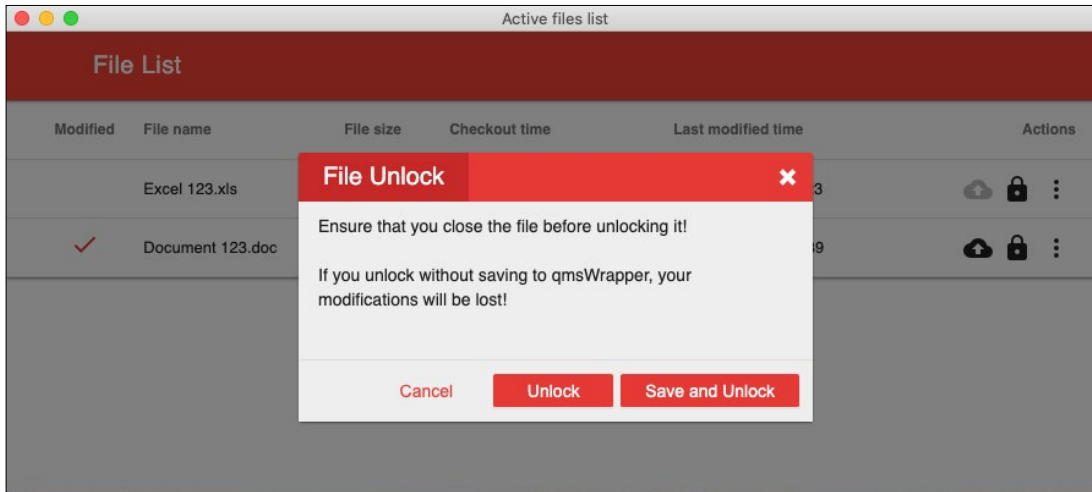 Active files list
File List
Modified File name File size Checkout time Last modified time Actions
File Unlock
Excel 123.xls 3
Ensure that you close the file before unlocking it!
Document 123.doc 39
If you unlock without saving to qmsWrapper, your
modifications will be lost!
Cancel Unlock Save and Unlock